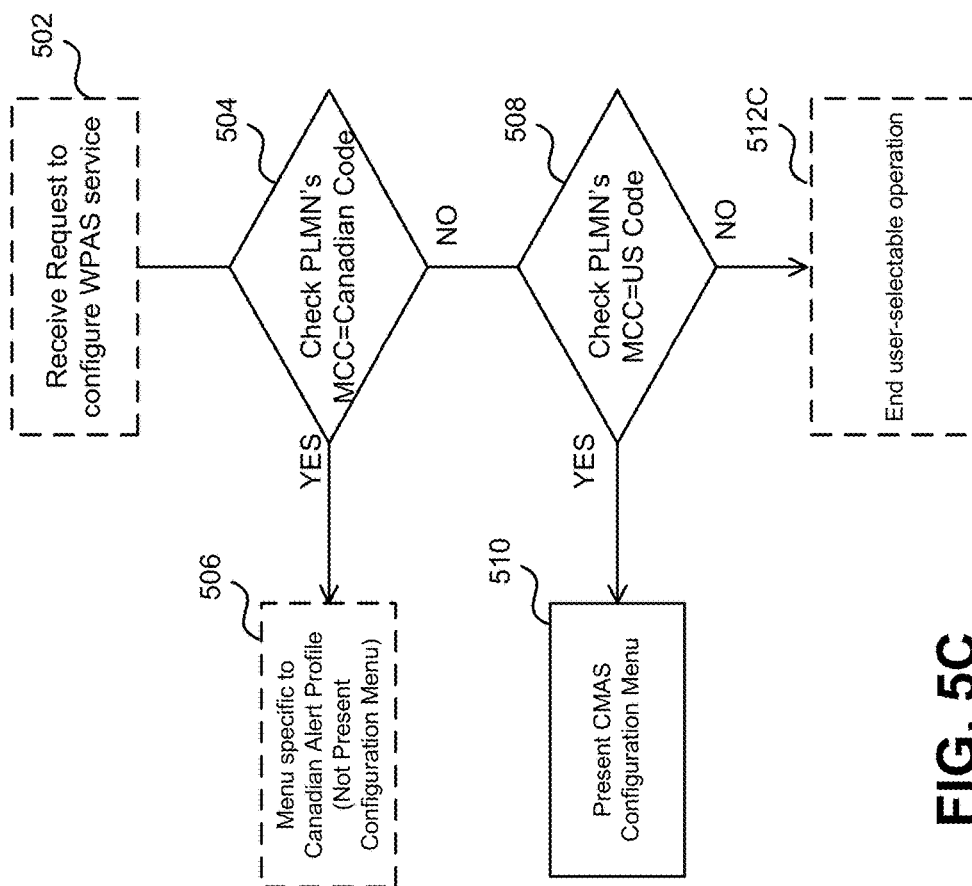 502
Receive Request to
configure WPAS service
504
Check PLMN's
MCC=Canadian Code
YES
NO
506
Menu specific to
Canadian Alert Profile
(Not Present
Configuration Menu)
508
Check PLMN's
MCC=US Code
YES
NO
510
Present CMAS
Configuration Menu
512C
End user-selectable operation
FIG. 5C